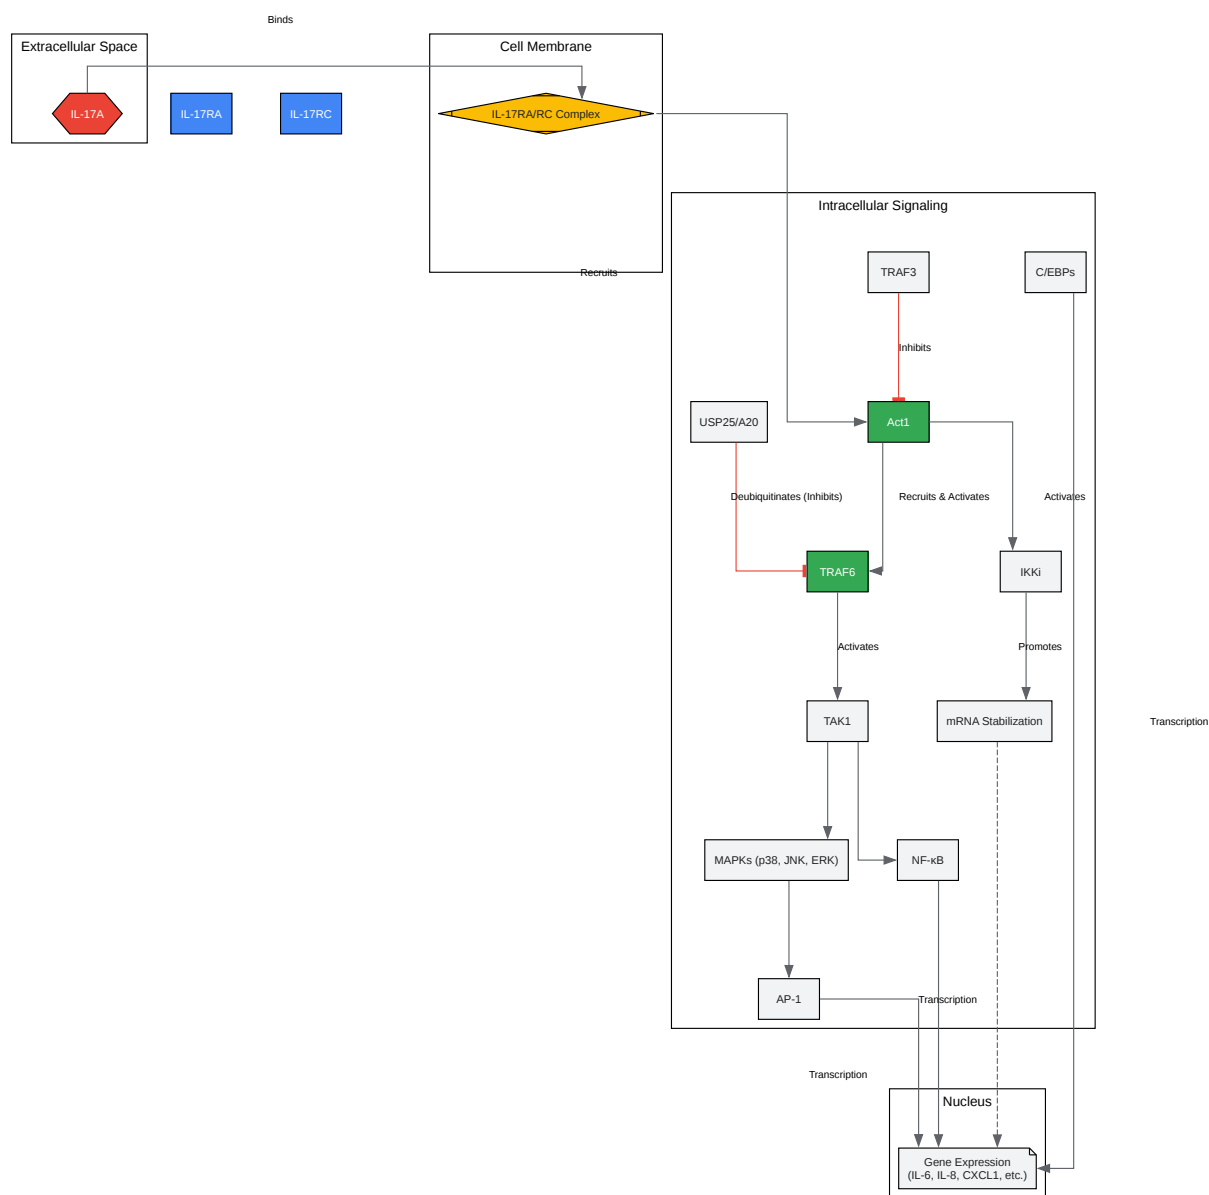 Binds
Extracellular Space
Cell Membrane
IL-17A
IL-17RA
IL-17RC
IL-17RA/RC Complex
Intracellular Signaling
Recruits
TRAF3
C/EBPs
Inhibits
USP25/A20
Act1
Deubiquitinates (Inhibits)
Recruits & Activates
Activates
TRAF6
IKKi
Activates
Promotes
TAK1
mRNA Stabilization
Transcription
MAPKs (p38, JNK, ERK)
NF-κB
AP-1
Transcription
Transcription
Nucleus
Gene Expression
(IL-6, IL-8, CXCL1, etc.)